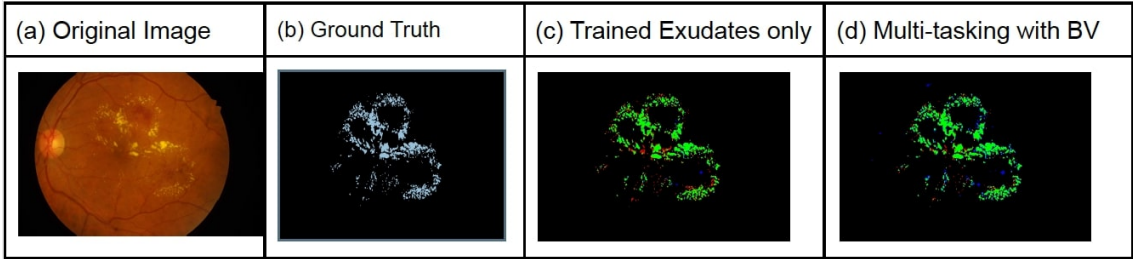 (a) Original Image
(b) Ground Truth
(c) Trained Exudates only
(d) Multi-tasking with BV